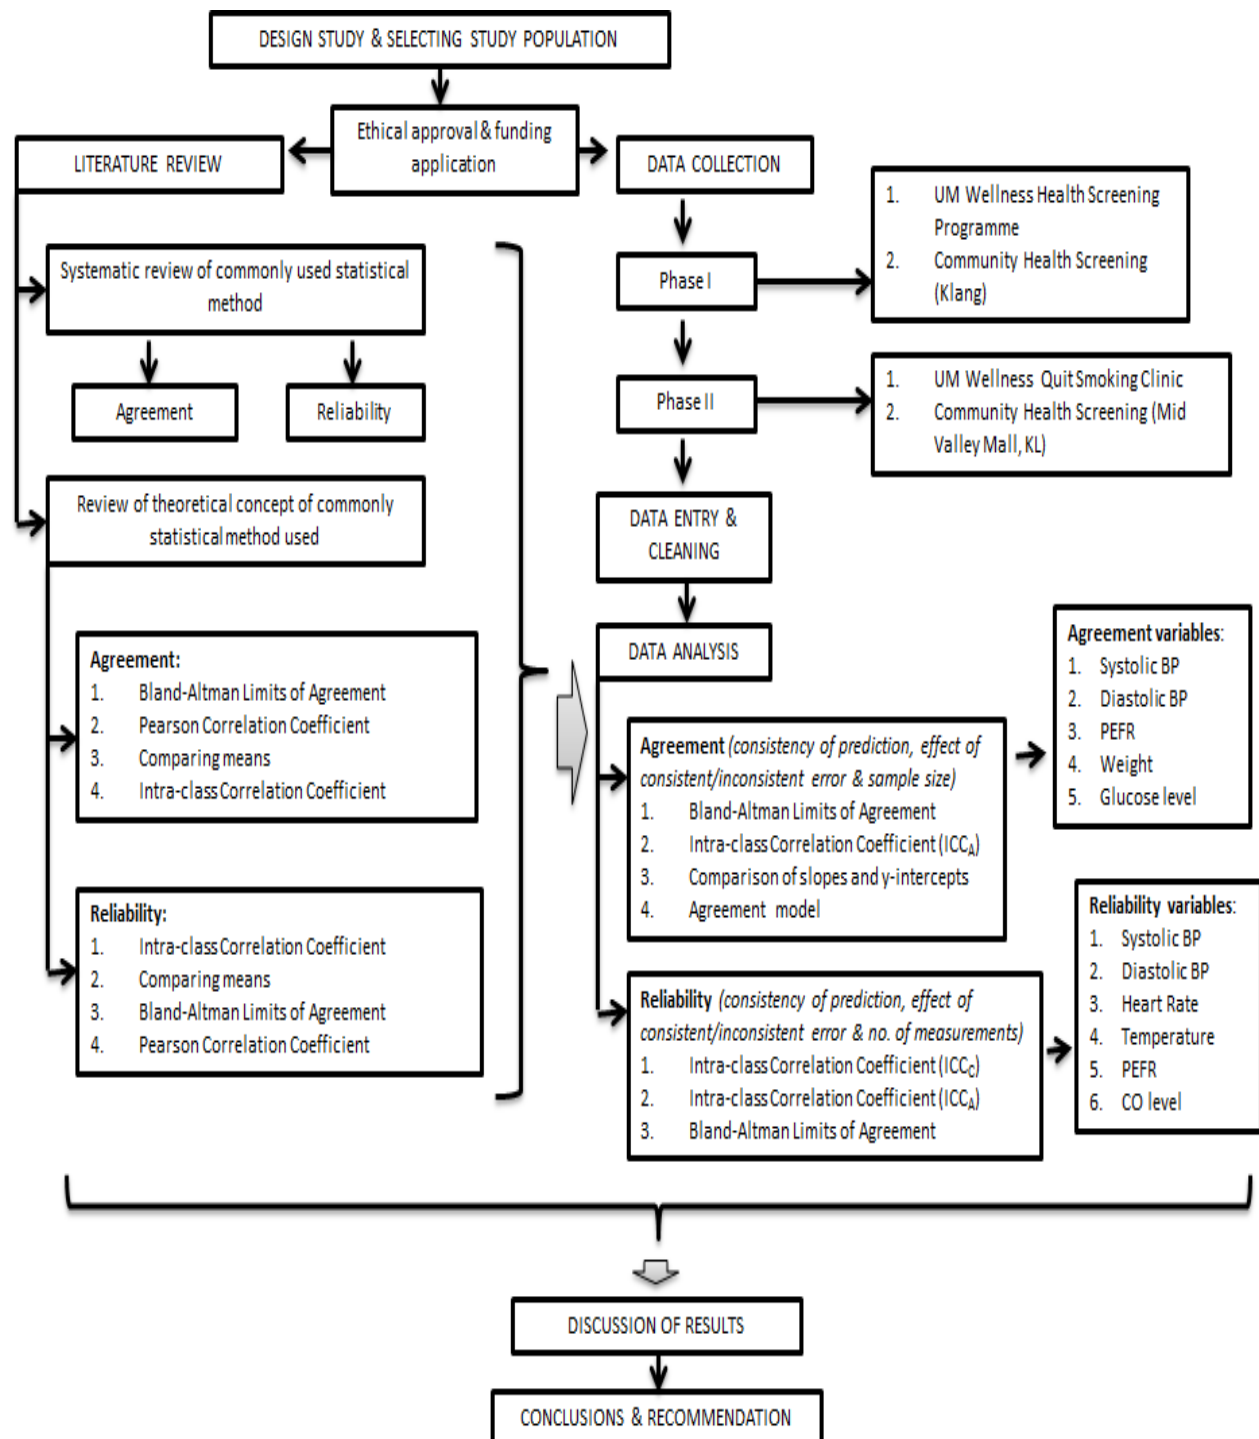 DESIGN STUDY & SELECTING STUDY POPULATION
Ethical approval & funding
application
LITERATURE REVIEW
Systematic review of commonly used statistical
method
Agreement
Reliability
Review of theoretical concept of commonly
statistical method used
Agreement:
1. Bland-Altman Limits of Agreement
2. Pearson Correlation Coefficient
3. Comparing means
4. Intra-class Correlation Coefficient
Reliability:
1. Intra-class Correlation Coefficient
2. Comparing means
3. Bland-Altman Limits of Agreement
4. Pearson Correlation Coefficient
DATA COLLECTION
Phase I
1. UM Wellness Health Screening
Programme
2. Community Health Screening
(Klang)
Phase II
1. UM Wellness Quit Smoking Clinic
2. Community Health Screening (Mid
Valley Mall, KL)
DATA ENTRY &
CLEANING
DATA ANALYSIS
Agreement (consistency of prediction, effect of
consistent/inconsistent error & sample size)
1. Bland-Altman Limits of Agreement
2. Intra-class Correlation Coefficient (ICCA)
3. Comparison of slopes and y-intercepts
4. Agreement model
Agreement variables:
1. Systolic BP
2. Diastolic BP
3. PEFR
4. Weight
5. Glucose level
Reliability (consistency of prediction, effect of
consistent/inconsistent error & no. of measurements)
1. Intra-class Correlation Coefficient (ICCC)
2. Intra-class Correlation Coefficient (ICCA)
3. Bland-Altman Limits of Agreement
Reliability variables:
1. Systolic BP
2. Diastolic BP
3. Heart Rate
4. Temperature
5. PEFR
6. CO level
DISCUSSION OF RESULTS
CONCLUSIONS & RECOMMENDATION